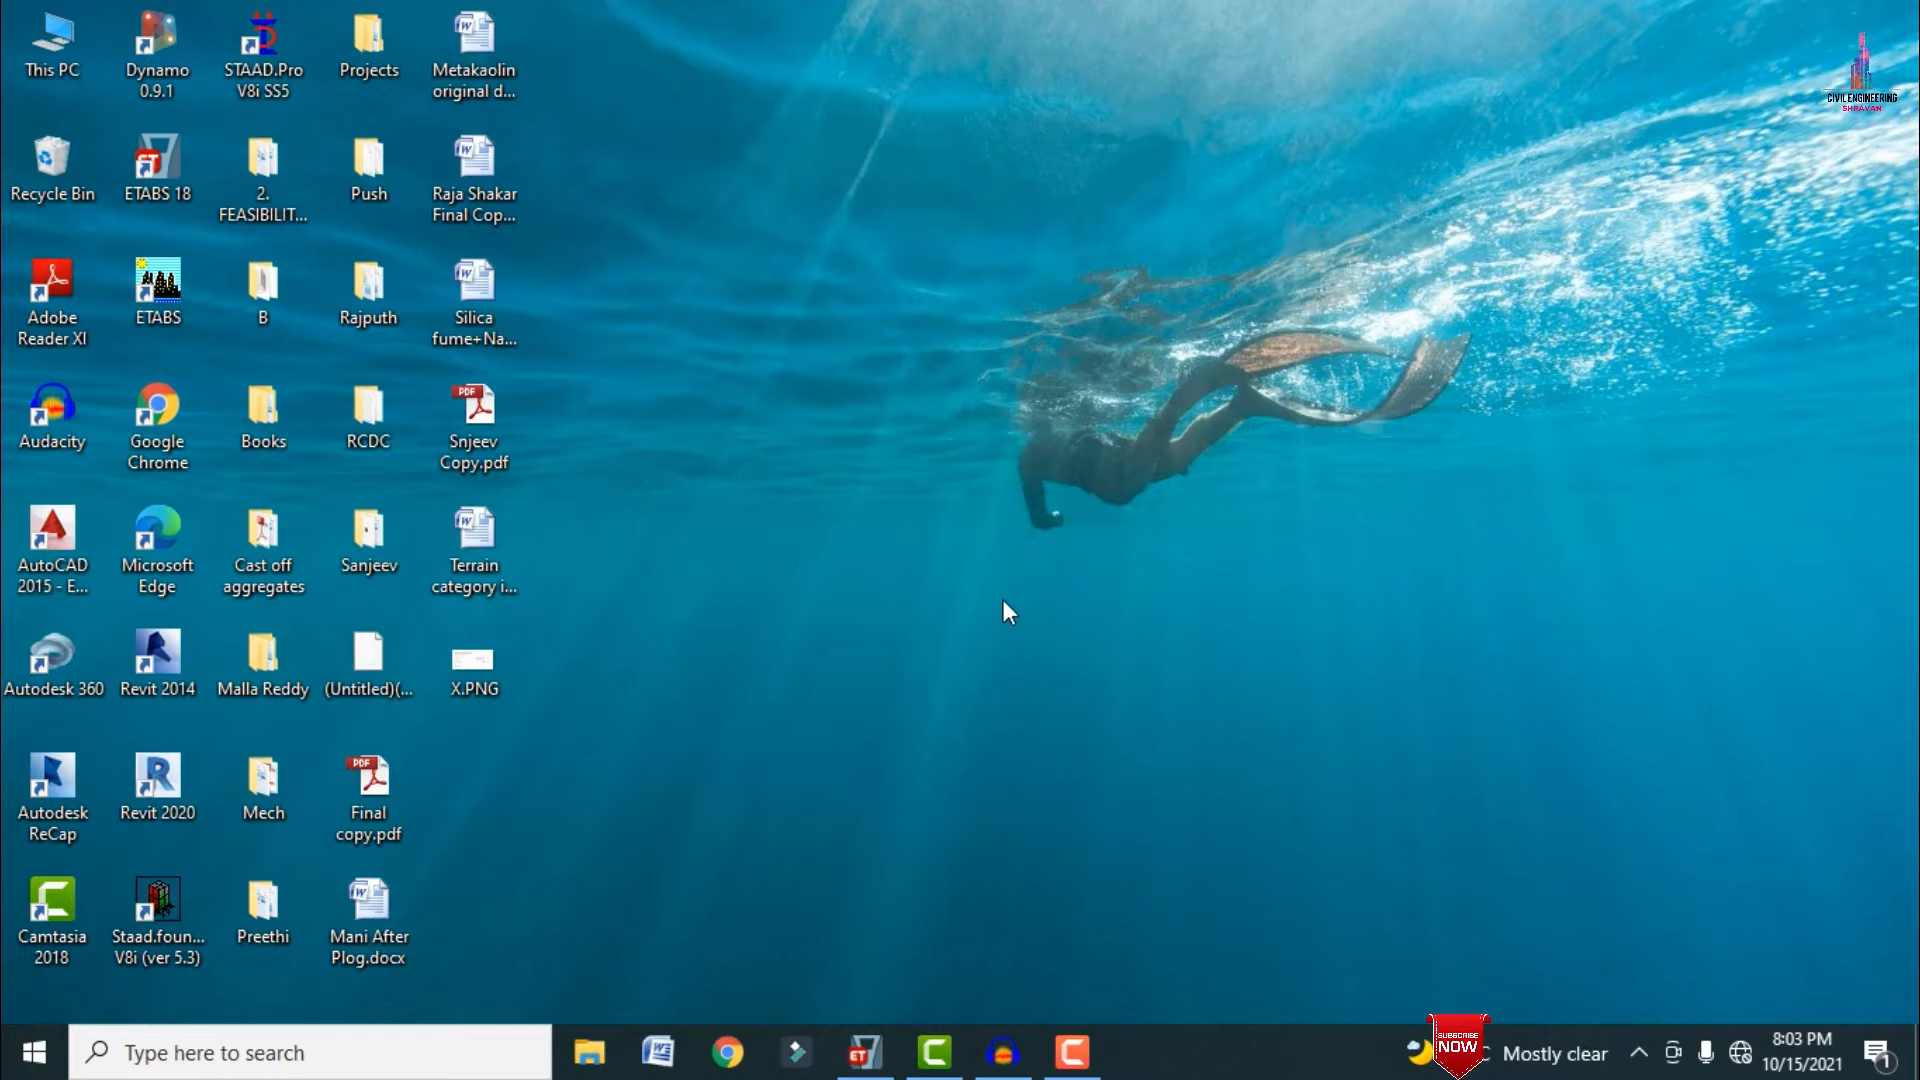 This PC
Dynamo
0.9.1
STAAD.Pro
V8i SS5
Projects
Metakaolin
original d...
CIVILENGINEERING
SHRAVAN
Recycle Bin
ETABS 18
2.
FEASIBILIT...
Push
Raja Shakar
Final Cop...
Adobe
Reader XI
ETABS
B
Rajputh
Silica
fume+Na...
Audacity
Google
Chrome
Books
RCDC
PDF
Snjeev
Copy.pdf
AutoCAD
2015 - E...
Microsoft
Edge
Cast off
aggregates
Sanjeev
Terrain
category i...
Autodesk 360
Revit 2014
Malla Reddy
(Untitled)(...
X.PNG
Autodesk
ReCap
Revit 2020
Mech
PDF
Final
copy.pdf
Camtasia
2018
Staad.foun...
V8i (ver 5.3)
Preethi
Mani After
Plog.docx
Type here to search
ET
SUBSCRIBE
NOW
C Mostly clear
8:03 PM
10/15/2021
1